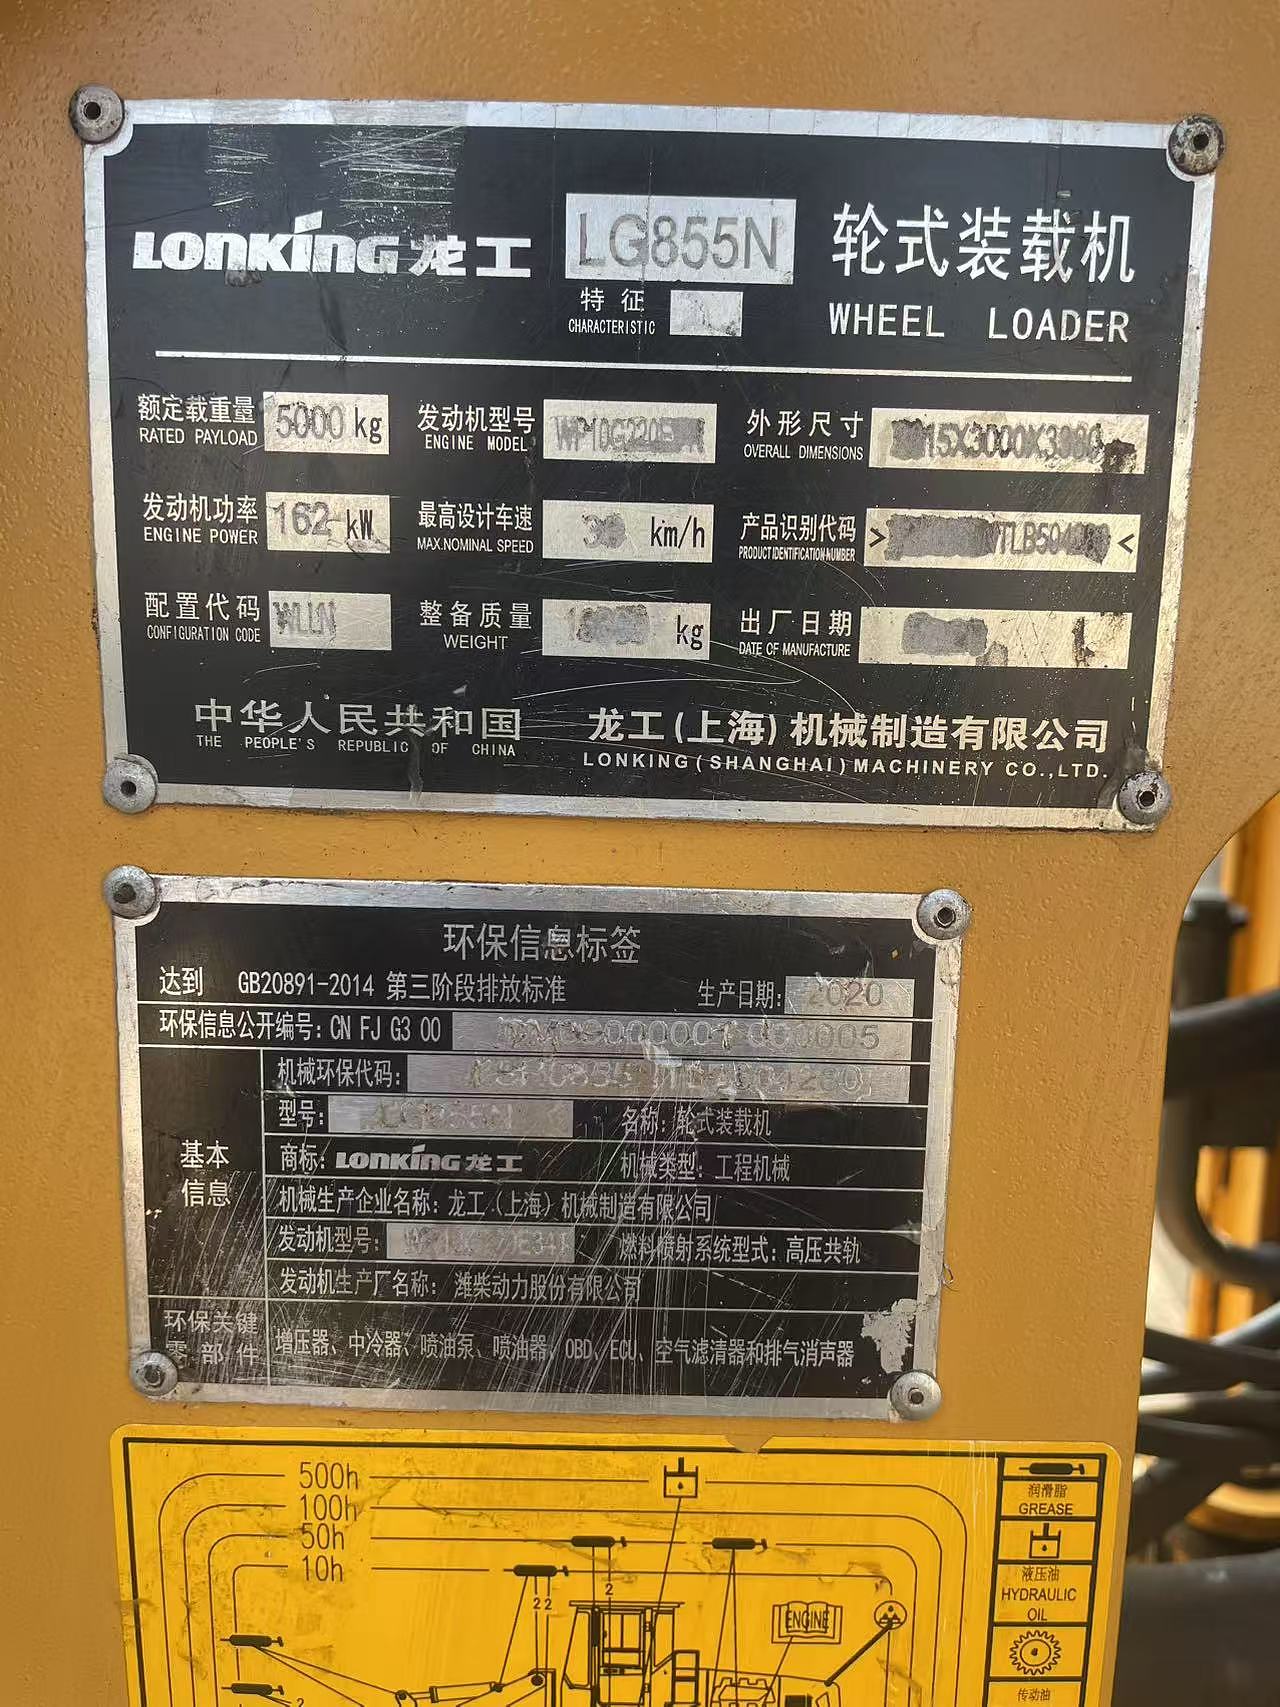 LONKING 龙工 LG855N 轮式装载机
特征
CHARACTERISTIC
WHEEL LOADER
额定载重量 5000 kg 发动机型号 外形尺寸
RATED PAYLOAD ENGINE MODEL OVERALL DIMENSIONS
发动机功率 162 kW 最高设计车速 km/h 产品识别代码 > <
ENGINE POWER MAX.NOMINAL SPEED PRODUCT IDENTIFICATION NUMBER
配置代码 整备质量 kg 出厂日期
CONFIGURATION CODE WEIGHT DATE OF MANUFACTURE
中华人民共和国 龙工(上海)机械制造有限公司
THE PEOPLE'S REPUBLIC OF CHINA LONKING (SHANGHAI) MACHINERY CO.,LTD.
环保信息标签
达到 GB20891-2014 第三阶段排放标准 生产日期: 2020
环保信息公开编号: CN FJ G3 00
机械环保代码:
型号: 名称: 轮式装载机
基本信息
商标: LONKING 龙工 机械类型: 工程机械
机械生产企业名称: 龙工(上海)机械制造有限公司
发动机型号: 燃料喷射系统型式: 高压共轨
发动机生产厂名称: 潍柴动力股份有限公司
环保关键零部件 增压器、中冷器、喷油泵、喷油器、OBD、ECU、空气滤清器和排气消声器
500h
100h
50h
10h
2
2 2
2
ENGINE
润滑脂
GREASE
液压油
HYDRAULIC
OIL
传动油